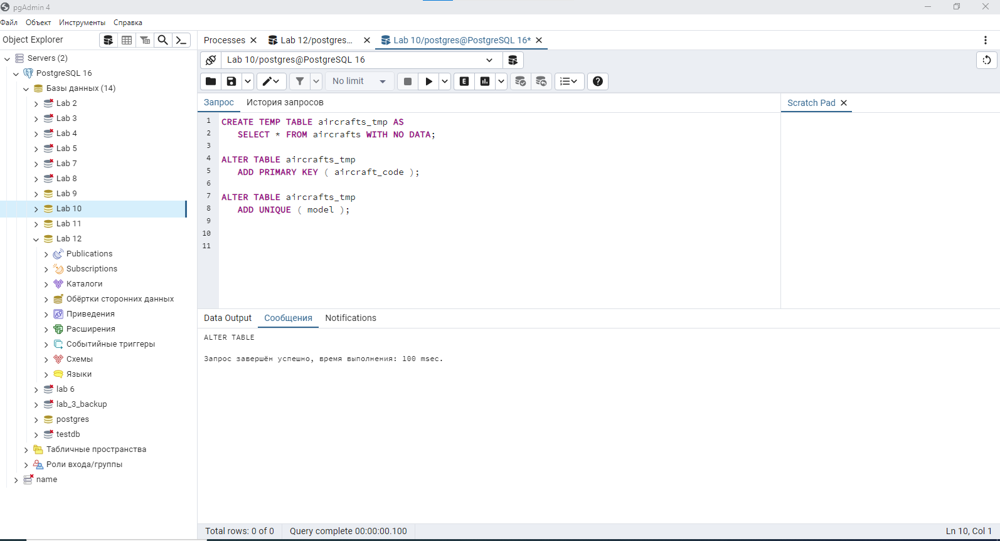 pgAdmin 4
Файл Объект Инструменты Справка
Object Explorer
Servers (2)
PostgreSQL 16
Базы данных (14)
Lab 2
Lab 3
Lab 4
Lab 5
Lab 7
Lab 8
Lab 9
Lab 10
Lab 11
Lab 12
Publications
Subscriptions
Каталоги
Обёртки сторонних данных
Приведения
Расширения
Событийные триггеры
Схемы
Языки
lab 6
lab_3_backup
postgres
testdb
Табличные пространства
Роли входа/группы
name
Processes Lab 12/postgres... Lab 10/postgres@PostgreSQL 16*
Lab 10/postgres@PostgreSQL 16
No limit E
Запрос История запросов
Scratch Pad
1 CREATE TEMP TABLE aircrafts_tmp AS
2 SELECT * FROM aircrafts WITH NO DATA;
3
4 ALTER TABLE aircrafts_tmp
5 ADD PRIMARY KEY ( aircraft_code );
6
7 ALTER TABLE aircrafts_tmp
8 ADD UNIQUE ( model );
9
10
11
Data Output Сообщения Notifications
ALTER TABLE
Запрос завершён успешно, время выполнения: 100 msec.
Total rows: 0 of 0 Query complete 00:00:00.100 Ln 10, Col 1